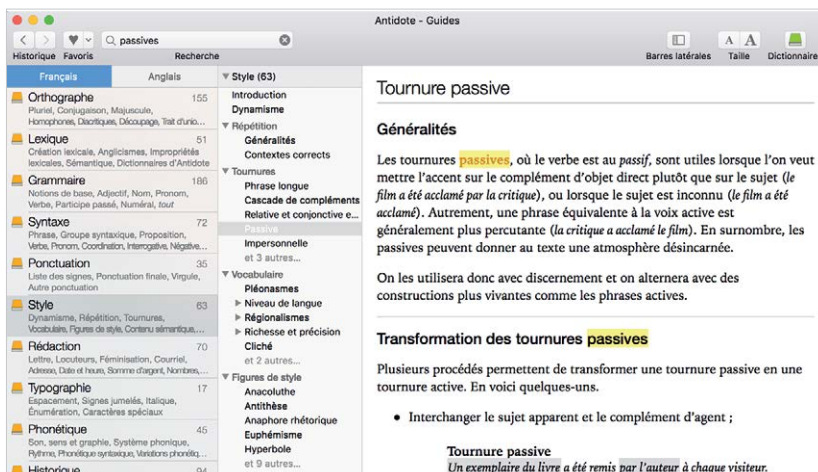 Antidote - Guides
passives
Historique Favoris Recherche Barres latérales Taille Dictionnaire
Français Anglais
Orthographe 155
Pluriel, Conjugaison, Majuscule,
Homophones, Diacritiques, Découpage, Trait d'unio...
Lexique 51
Création lexicale, Anglicismes, Impropriétés
lexicales, Sémantique, Dictionnaires d'Antidote
Grammaire 186
Notions de base, Adjectif, Nom, Pronom,
Verbe, Participe passé, Numéral, tout
Syntaxe 72
Phrase, Groupe syntaxique, Proposition,
Verbe, Pronom, Coordination, Interrogative, Négative...
Ponctuation 35
Liste des signes, Ponctuation finale, Virgule,
Autre ponctuation
Style 63
Dynamisme, Répétition, Tournures,
Vocabulaire, Figures de style, Contenu sémantique,...
Rédaction 70
Lettre, Locuteurs, Féminisation, Courriel,
Adresse, Date et heure, Somme d'argent, Nombres,...
Typographie 17
Espacement, Signes jumelés, Italique,
Énumération, Caractères spéciaux
Phonétique 45
Son, sens et graphie, Système phonique,
Rythme, Phonétique syntaxique, Variations phonétiq...
Historique 94
Style (63)
Introduction
Dynamisme
Répétition
Généralités
Contextes corrects
Tournures
Phrase longue
Cascade de compléments
Relative et conjonctive e...
Passive
Impersonnelle
et 3 autres...
Vocabulaire
Pléonasmes
Niveau de langue
Régionalismes
Richesse et précision
Cliché
et 2 autres...
Figures de style
Anacoluthe
Antithèse
Anaphore rhétorique
Euphémisme
Hyperbole
et 9 autres...
Tournure passive
Généralités
Les tournures passives, où le verbe est au passif, sont utiles lorsque l'on veut
mettre l'accent sur le complément d'objet direct plutôt que sur le sujet (le
film a été acclamé par la critique), ou lorsque le sujet est inconnu (le film a été
acclamé). Autrement, une phrase équivalente à la voix active est
généralement plus percutante (la critique a acclamé le film). En surnombre, les
passives peuvent donner au texte une atmosphère désincarnée.
On les utilisera donc avec discernement et on alternera avec des
constructions plus vivantes comme les phrases actives.
Transformation des tournures passives
Plusieurs procédés permettent de transformer une tournure passive en une
tournure active. En voici quelques-uns.
• Interchanger le sujet apparent et le complément d'agent ;
Tournure passive
Un exemplaire du livre a été remis par l'auteur à chaque visiteur.